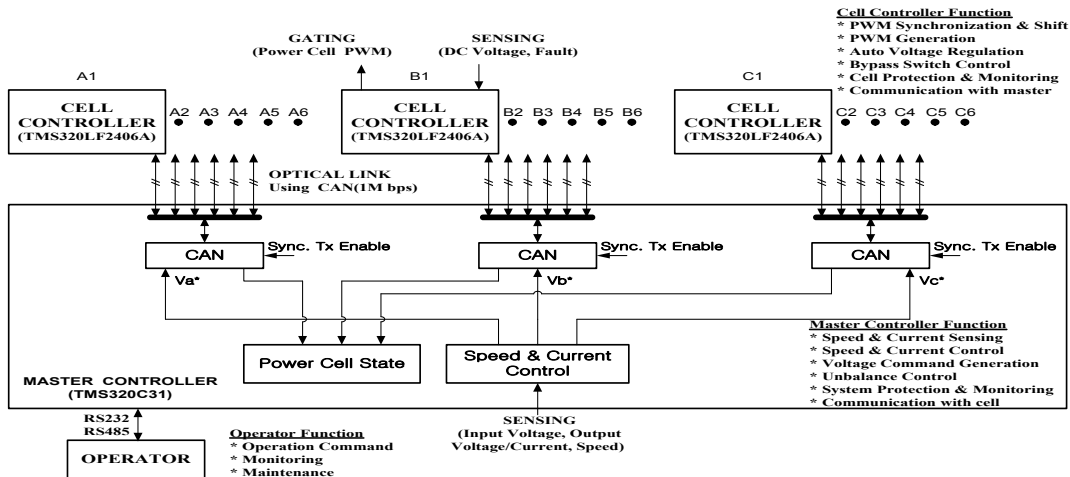 Cell Controller Function
* PWM Synchronization & Shift
* PWM Generation
* Auto Voltage Regulation
* Bypass Switch Control
* Cell Protection & Monitoring
* Communication with master
GATING
(Power Cell PWM)
SENSING
(DC Voltage, Fault)
A1
B1
C1
CELL
CONTROLLER
(TMS320LF2406A)
A2 A3 A4 A5 A6
CELL
CONTROLLER
(TMS320LF2406A)
B2 B3 B4 B5 B6
CELL
CONTROLLER
(TMS320LF2406A)
C2 C3 C4 C5 C6
OPTICAL LINK
Using CAN(1M bps)
CAN
Sync. Tx Enable
CAN
Sync. Tx Enable
CAN
Sync. Tx Enable
Va*
Vb*
Vc*
Power Cell State
Speed & Current
Control
Master Controller Function
* Speed & Current Sensing
* Speed & Current Control
* Voltage Command Generation
* Unbalance Control
* System Protection & Monitoring
* Communication with cell
MASTER CONTROLLER
(TMS320C31)
RS232
RS485
OPERATOR
Operator Function
* Operation Command
* Monitoring
* Maintenance
SENSING
(Input Voltage, Output
Voltage/Current, Speed)